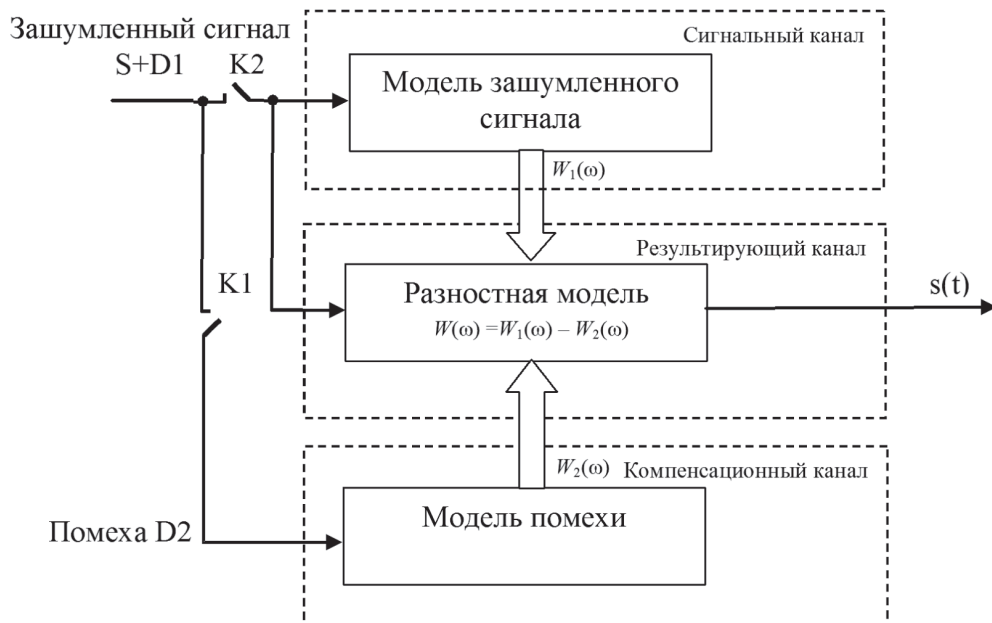 Зашумленный сигнал
S+D1
K2
Сигнальный канал
Модель зашумленного
сигнала
W₁(ω)
Результирующий канал
K1
Разностная модель
W(ω) =W₁(ω) – W₂(ω)
s(t)
W₂(ω)
Компенсационный канал
Модель помехи
Помеха D2